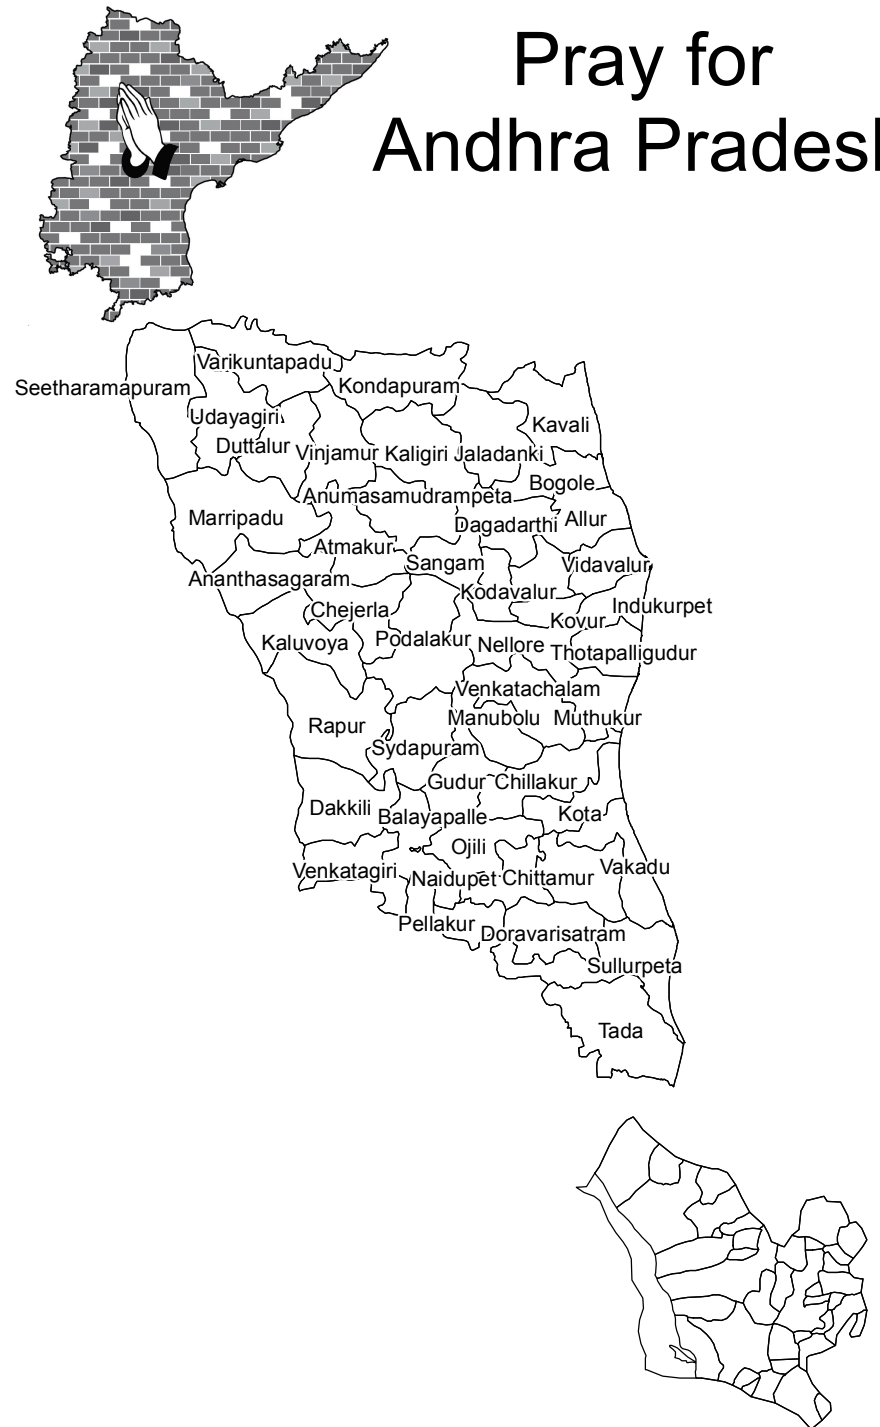 Pray for
Andhra Pradesh
Varikuntapadu
Seetharamapuram
Kondapuram
Udayagiri
Kavali
Duttalur
Vinjamur
Kaligiri
Jaladanki
Bogole
Anumasamudrampeta
Marripadu
Dagadarthi
Allur
Atmakur
Sangam
Vidavalur
Ananthasagaram
Kodavalur
Chejerla
Indukurpet
Kovur
Kaluvoya
Podalakur
Nellore
Thotapalligudur
Venkatachalam
Rapur
Manubolu
Muthukur
Sydapuram
Gudur
Chillakur
Dakkili
Balayapalle
Kota
Ojili
Venkatagiri
Naidupet
Chittamur
Vakadu
Pellakur
Doravarisatram
Sullurpeta
Tada